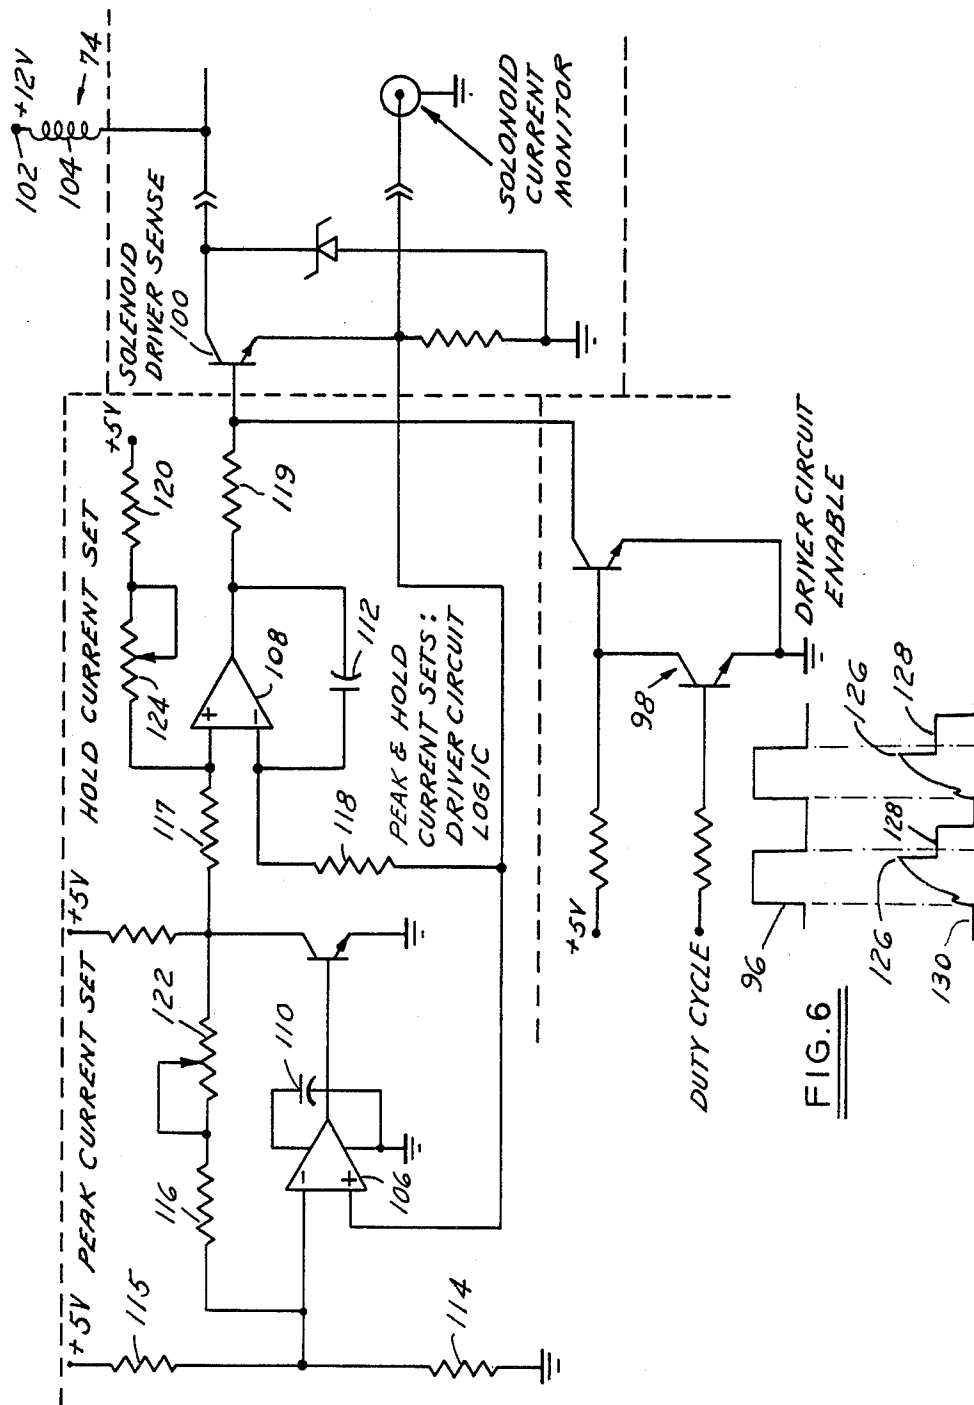 102
+12V
104
74
SOLENOID
DRIVER SENSE
100
SOLONOID
CURRENT
MONITOR
+5V
PEAK CURRENT SET
+5V
HOLD CURRENT SET
+5V
115
116
122
117
124
120
108
119
110
106
112
118
114
PEAK & HOLD
CURRENT SETS:
DRIVER CIRCUIT
LOGIC
+5V
98
DUTY CYCLE
DRIVER CIRCUIT
ENABLE
96
126
128
126
128
130
FIG.6
+
-
-
+